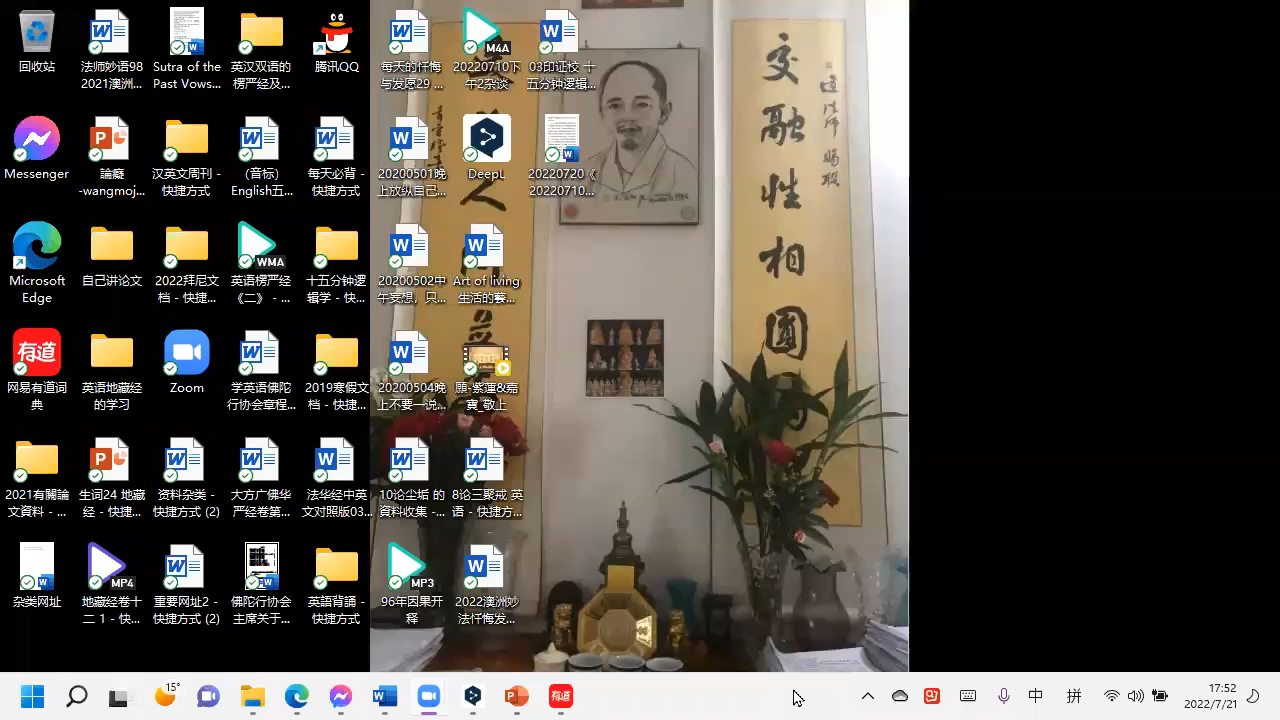 回收站
法师妙语98
2021澳洲...
Sutra of the
Past Vows...
英汉双语的
楞严经及...
腾讯QQ
每天的忏悔
与发愿29 ...
M4A
20220710下
午2杂谈
03印证校 十
五分钟逻辑...
Messenger
論癡
-wangmoj...
汉英文周刊 -
快捷方式
(音标)
English五...
每天必背 -
快捷方式
20200501晚
上放纵自己...
DeepL
20220720《
20220710...
Microsoft
Edge
自己讲论文
2022拜尼文
档 - 快捷...
WMA
英语楞严经
《二》 - ...
十五分钟逻
辑学 - 快...
20200502中
午妄想，只...
Art of living
生活的藝...
有道
网易有道词
典
英语地藏经
的学习
Zoom
学英语佛陀
行协会章程...
2019寒假文
档 - 快捷...
20200504晚
上不要一说...
願-紫蓮&嘉
寶_敬上
2021有關論
文資料 - ...
生词24 地藏
经 - 快捷...
资料杂类 -
快捷方式 (2)
大方广佛华
严经卷第...
法华经中英
文对照版03...
10论尘垢 的
資料收集 -...
8论三聚戒 英
语 - 快捷方...
杂类网址
MP4
地藏经卷十
二 1 - 快...
重要网址2 -
快捷方式 (2)
佛陀行协会
主席关于...
英語背誦 -
快捷方式
MP3
96年因果开
释
2022澳洲妙
法忏悔发...
交融性相圓
15°
有道
中
拼
17:52
2022/7/21